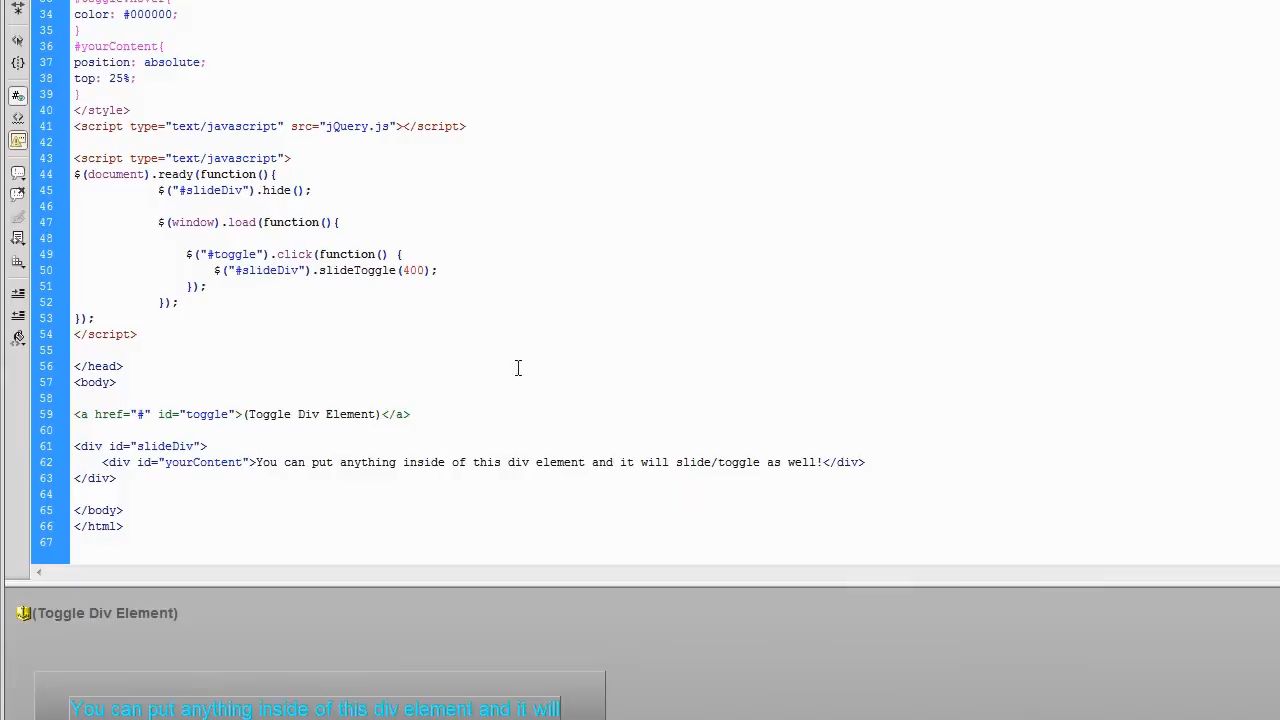 33 #toggle:hover{
34 color: #000000;
35 }
36 #yourContent{
37 position: absolute;
38 top: 25%;
39 }
40 </style>
41 <script type="text/javascript" src="jQuery.js"></script>
42
43 <script type="text/javascript">
44 $(document).ready(function(){
45 $("#slideDiv").hide();
46
47 $(window).load(function(){
48
49 $("#toggle").click(function() {
50 $("#slideDiv").slideToggle(400);
51 });
52 });
53 });
54 </script>
55
56 </head>
57 <body>
58
59 <a href="#" id="toggle">(Toggle Div Element)</a>
60
61 <div id="slideDiv">
62 <div id="yourContent">You can put anything inside of this div element and it will slide/toggle as well!</div>
63 </div>
64
65 </body>
66 </html>
67
(Toggle Div Element)
You can put anything inside of this div element and it will